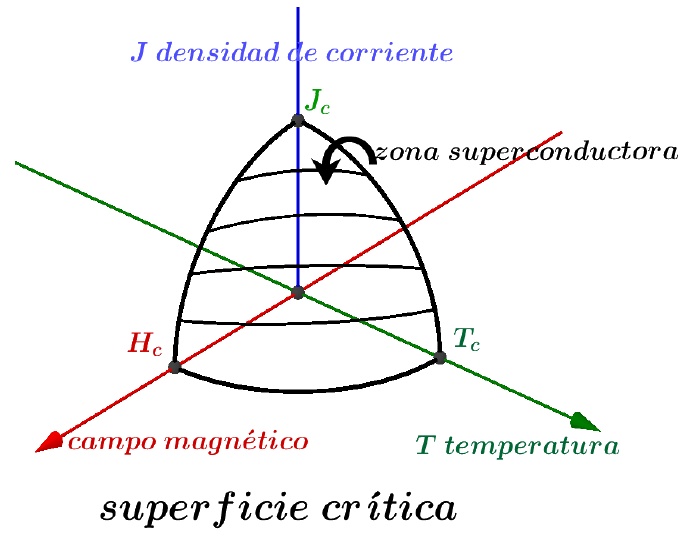 J densidad de corriente
J_c
zona superconductora
H_c
T_c
campo magnético
T temperatura
superficie crítica